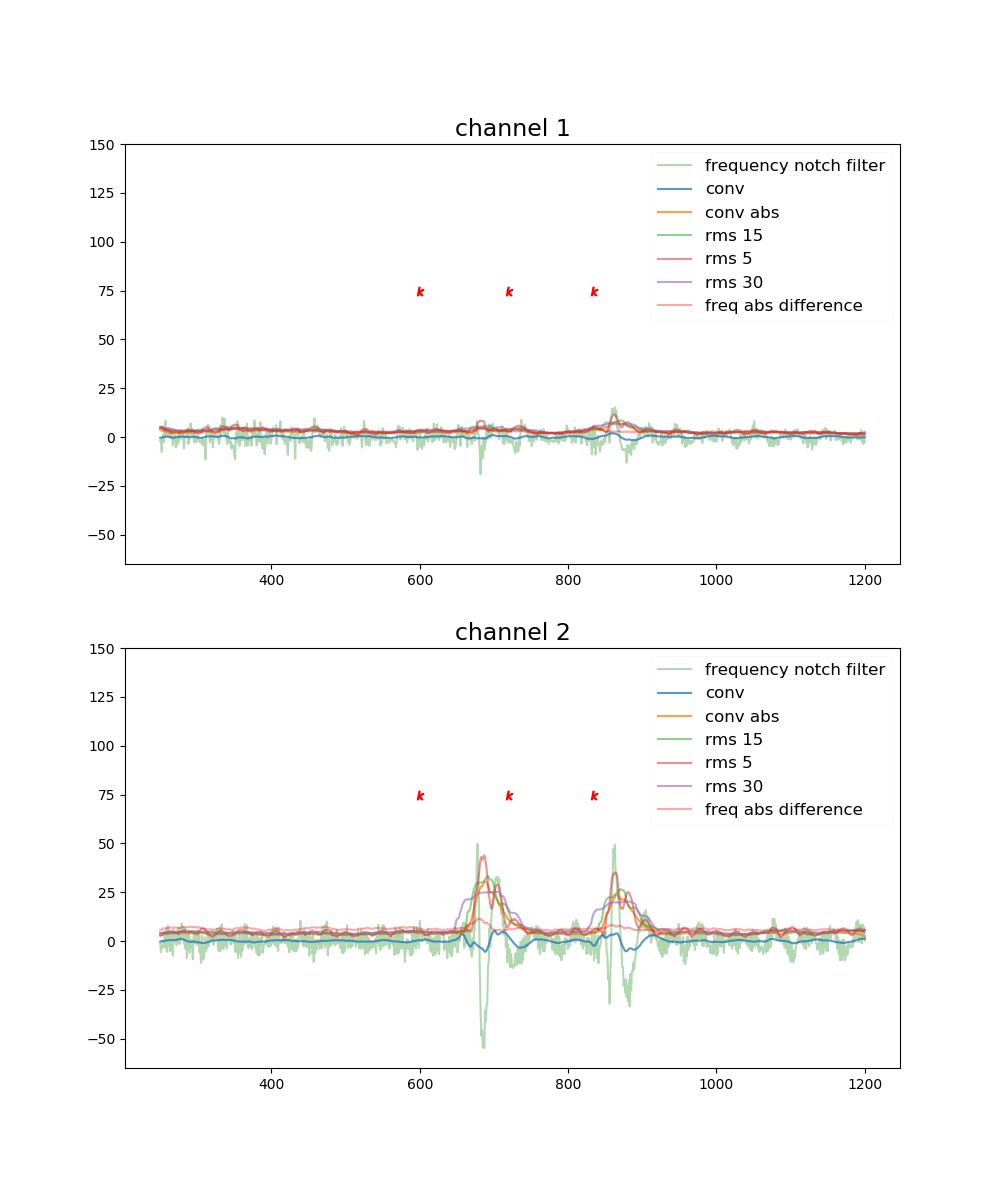 channel 1
150
125
100
75
50
25
0
−25
−50
400 600 800 1000 1200
frequency notch filter
conv
conv abs
rms 15
rms 5
rms 30
freq abs difference
k k k
channel 2
150
125
100
75
50
25
0
−25
−50
400 600 800 1000 1200
frequency notch filter
conv
conv abs
rms 15
rms 5
rms 30
freq abs difference
k k k